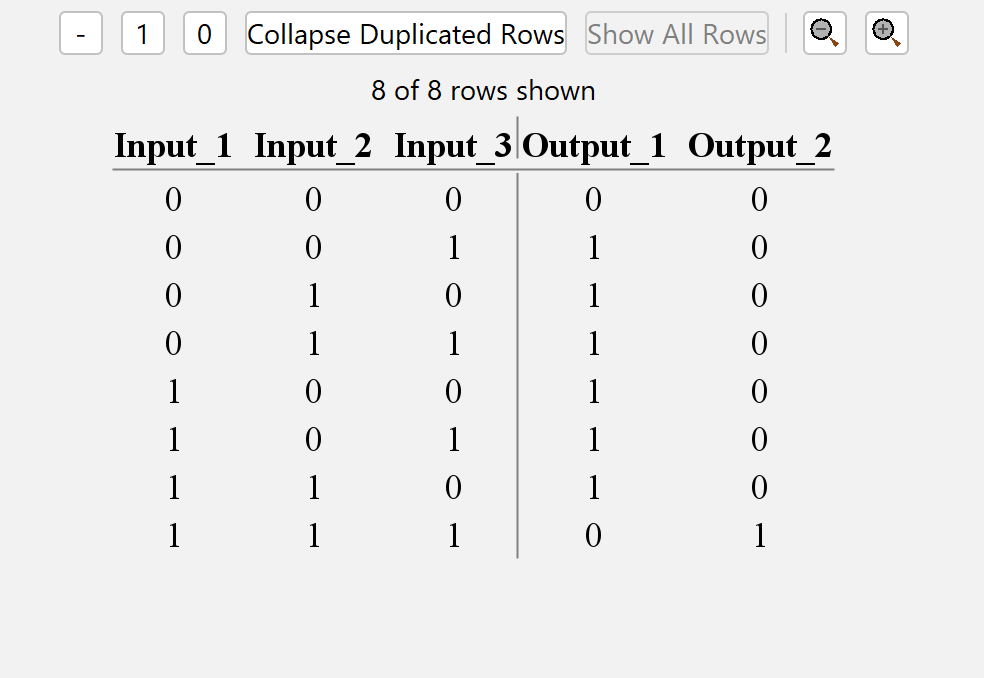 - 1 0 Collapse Duplicated Rows Show All Rows
8 of 8 rows shown
Input_1 Input_2 Input_3 Output_1 Output_2
0 0 0 0 0
0 0 1 1 0
0 1 0 1 0
0 1 1 1 0
1 0 0 1 0
1 0 1 1 0
1 1 0 1 0
1 1 1 0 1